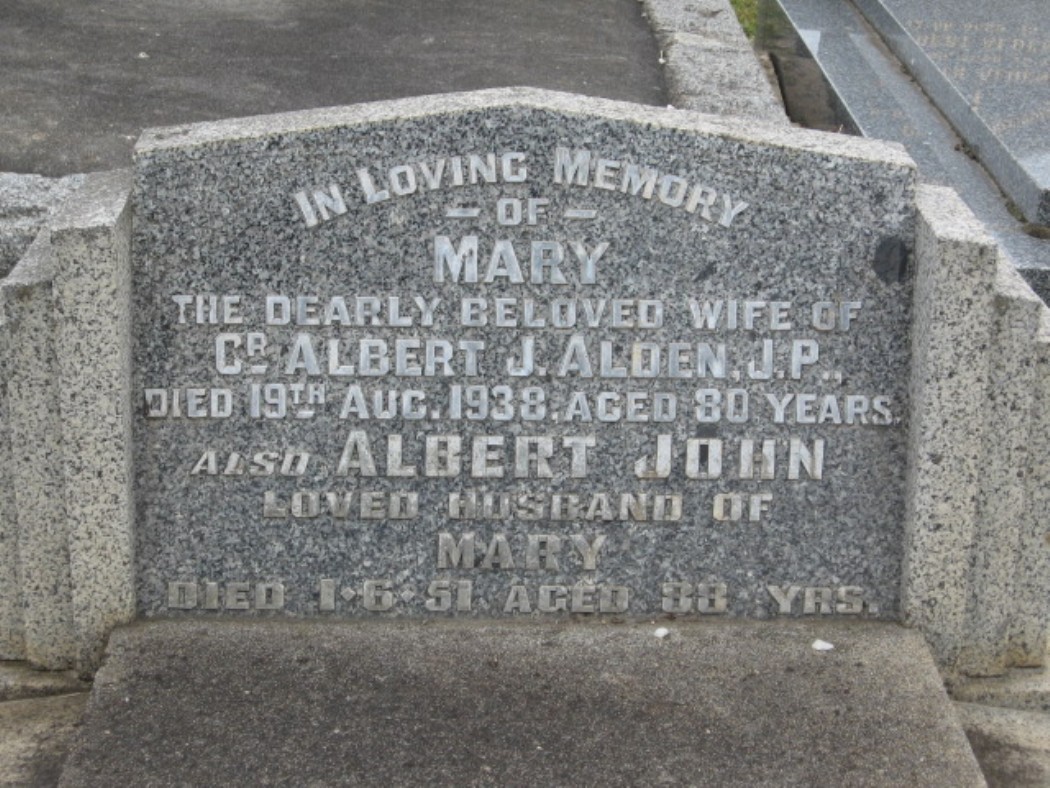 IN LOVING MEMORY
– OF –
MARY
THE DEARLY BELOVED WIFE OF
CR ALBERT J. ALDEN, J.P.,
DIED 19TH AUG. 1938. AGED 80 YEARS.
ALSO ALBERT JOHN
LOVED HUSBAND OF
MARY
DIED 1·6·51. AGED 88 YRS.